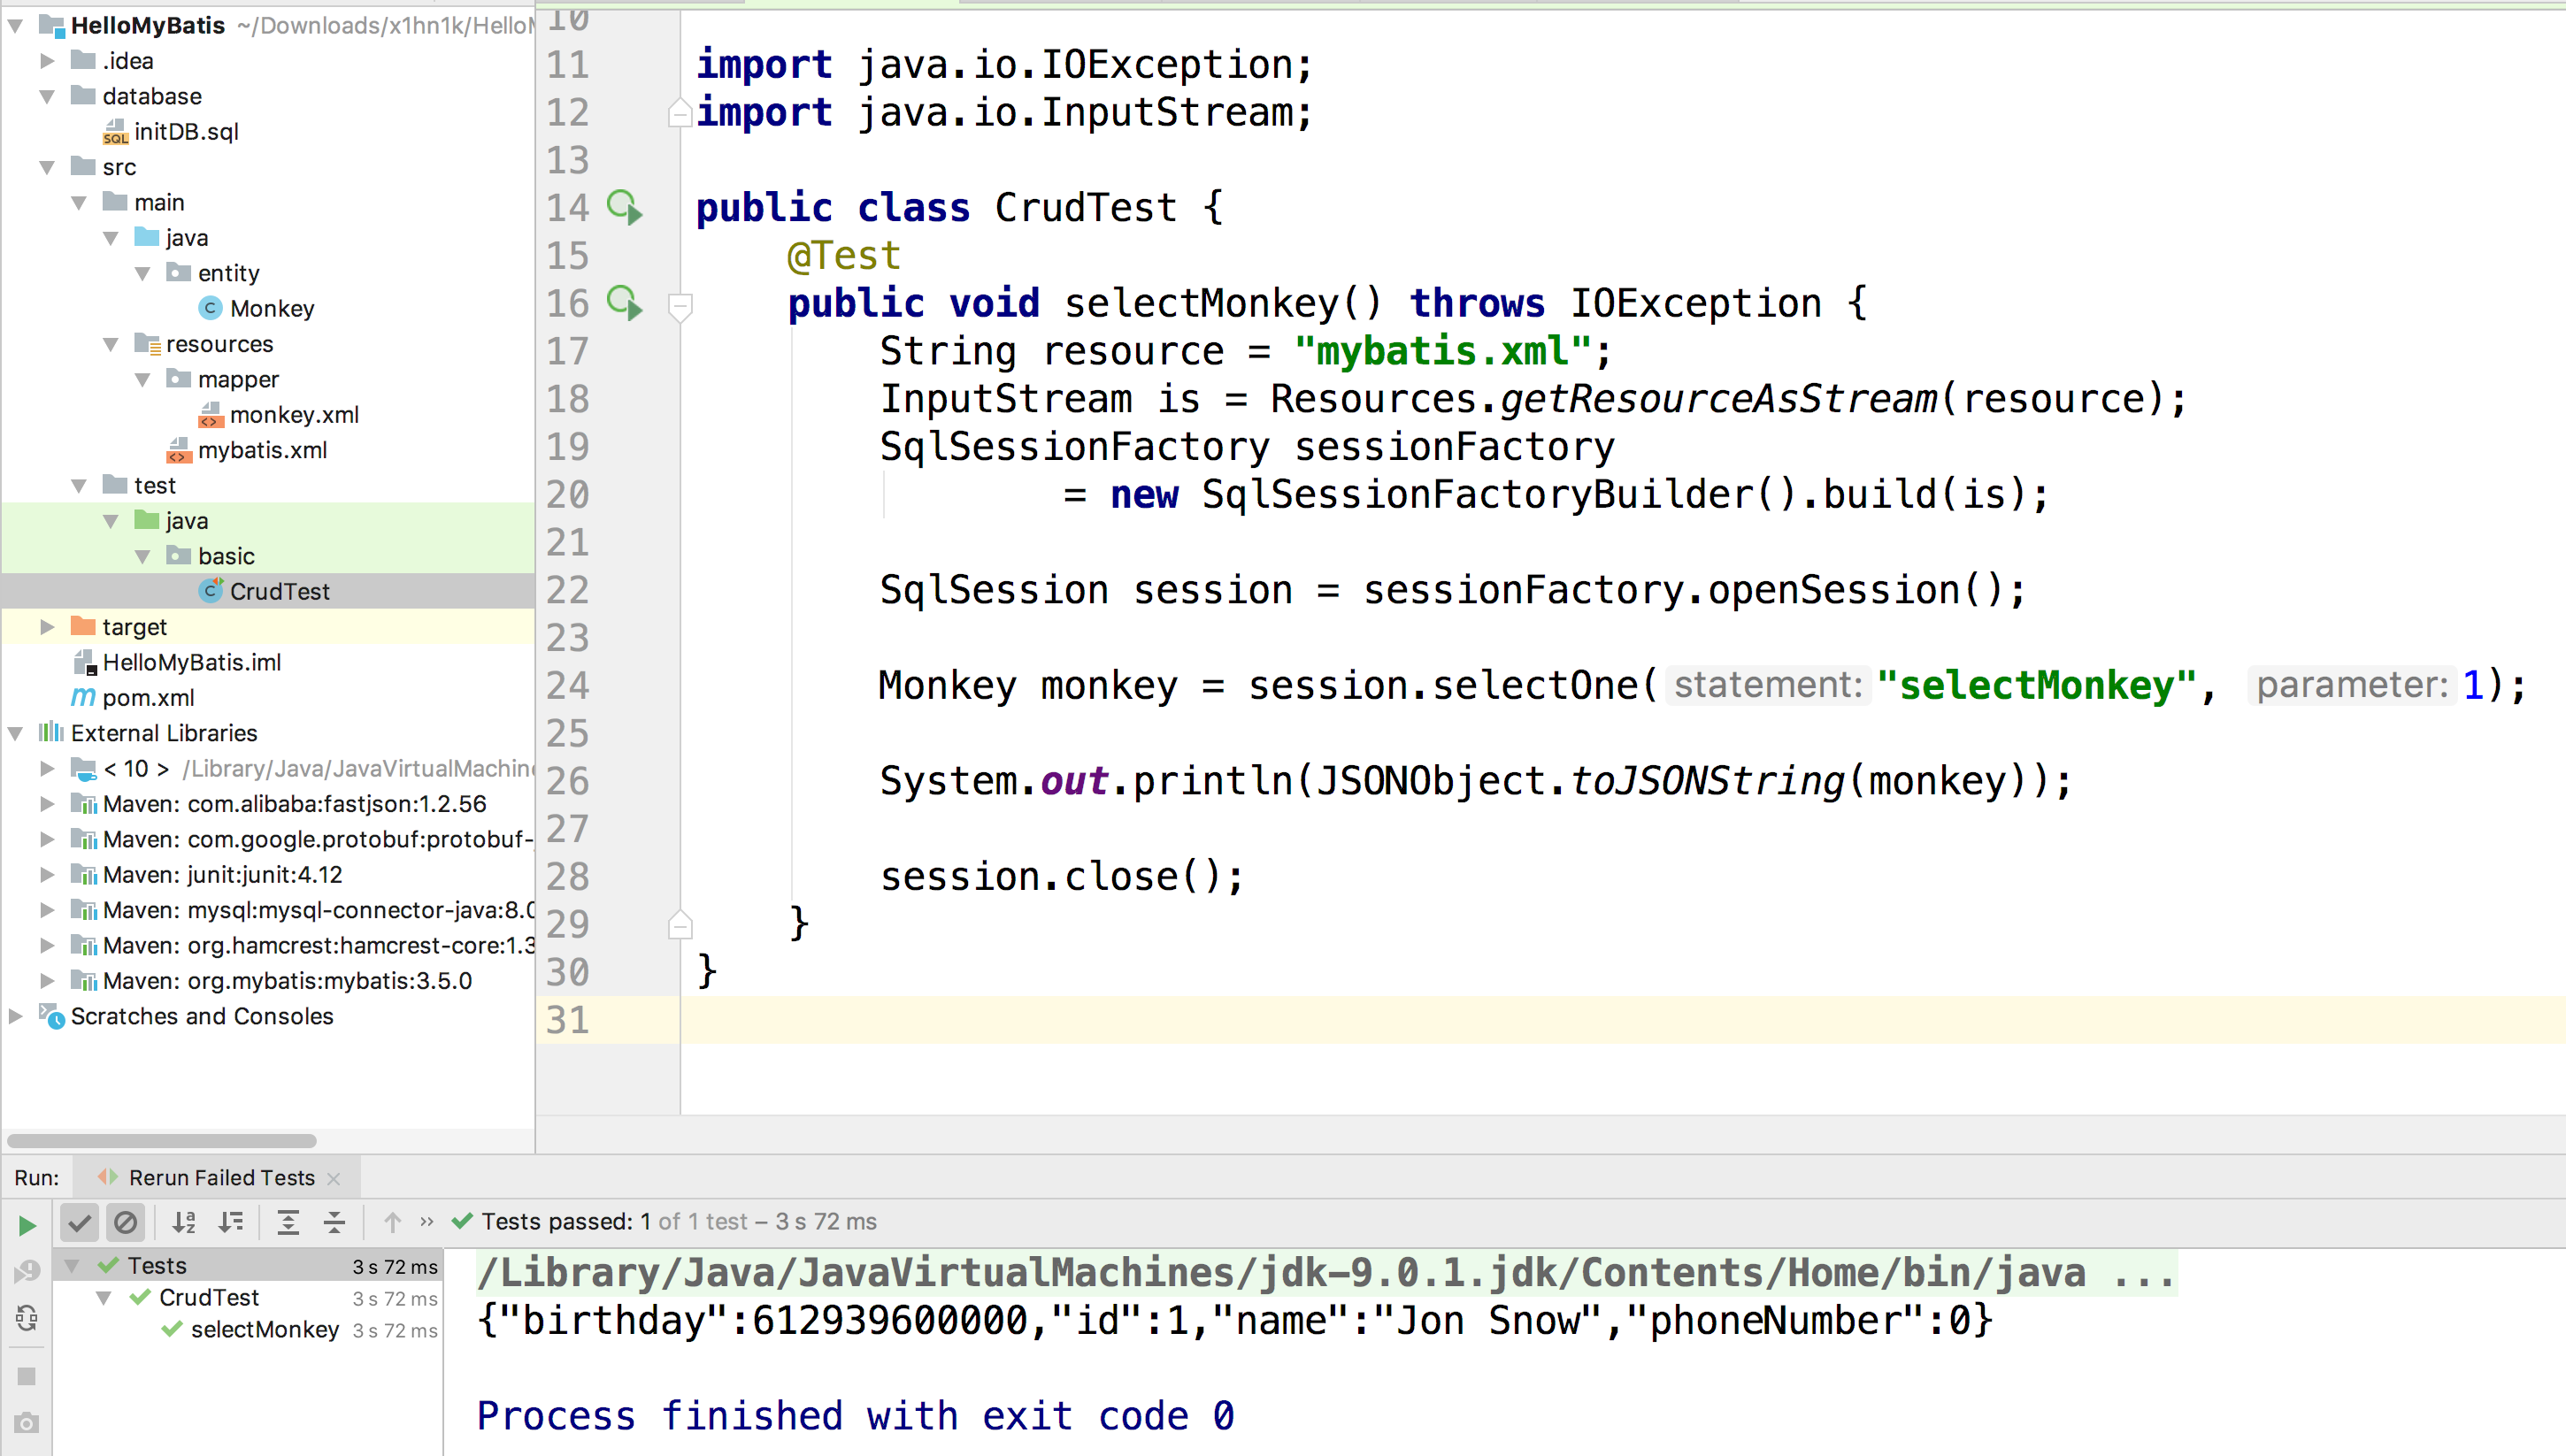 HelloMyBatis ~/Downloads/x1hn1k/Hello
.idea
database
initDB.sql
src
main
java
entity
Monkey
resources
mapper
monkey.xml
mybatis.xml
test
java
basic
CrudTest
target
HelloMyBatis.iml
pom.xml
External Libraries
< 10 > /Library/Java/JavaVirtualMachin
Maven: com.alibaba:fastjson:1.2.56
Maven: com.google.protobuf:protobuf-
Maven: junit:junit:4.12
Maven: mysql:mysql-connector-java:8.0
Maven: org.hamcrest:hamcrest-core:1.3
Maven: org.mybatis:mybatis:3.5.0
Scratches and Consoles
10
11 import java.io.IOException;
12 import java.io.InputStream;
13
14 public class CrudTest {
15 @Test
16 public void selectMonkey() throws IOException {
17 String resource = "mybatis.xml";
18 InputStream is = Resources.getResourceAsStream(resource);
19 SqlSessionFactory sessionFactory
20 = new SqlSessionFactoryBuilder().build(is);
21
22 SqlSession session = sessionFactory.openSession();
23
24 Monkey monkey = session.selectOne( statement: "selectMonkey", parameter: 1);
25
26 System.out.println(JSONObject.toJSONString(monkey));
27
28 session.close();
29 }
30 }
31
Run: Rerun Failed Tests
Tests passed: 1 of 1 test – 3 s 72 ms
Tests 3 s 72 ms
CrudTest 3 s 72 ms
selectMonkey 3 s 72 ms
/Library/Java/JavaVirtualMachines/jdk-9.0.1.jdk/Contents/Home/bin/java ...
{"birthday":612939600000,"id":1,"name":"Jon Snow","phoneNumber":0}
Process finished with exit code 0